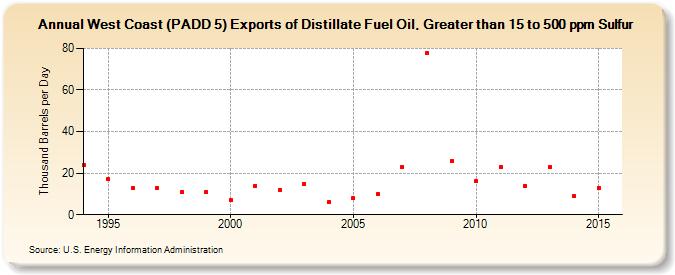 Annual West Coast (PADD 5) Exports of Distillate Fuel Oil, Greater than 15 to 500 ppm Sulfur
Thousand Barrels per Day
80
60
40
20
0
1995 2000 2005 2010 2015
Source: U.S. Energy Information Administration